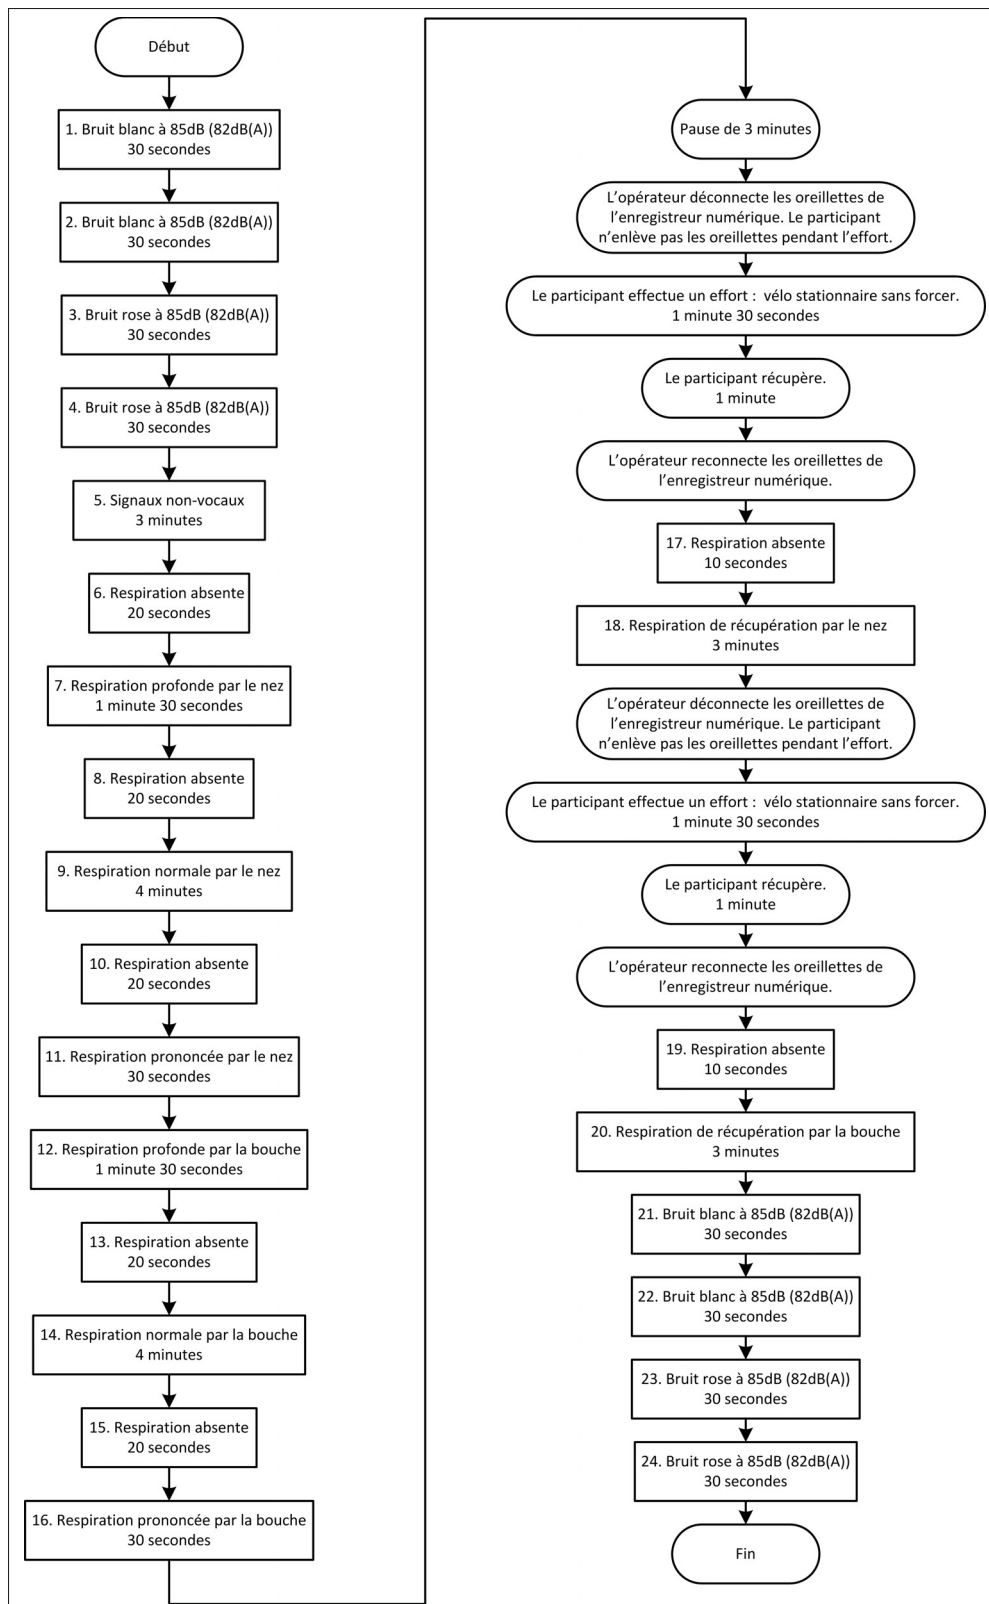 Début
1. Bruit blanc à 85dB (82dB(A))
30 secondes
2. Bruit blanc à 85dB (82dB(A))
30 secondes
3. Bruit rose à 85dB (82dB(A))
30 secondes
4. Bruit rose à 85dB (82dB(A))
30 secondes
5. Signaux non-vocaux
3 minutes
6. Respiration absente
20 secondes
7. Respiration profonde par le nez
1 minute 30 secondes
8. Respiration absente
20 secondes
9. Respiration normale par le nez
4 minutes
10. Respiration absente
20 secondes
11. Respiration prononcée par le nez
30 secondes
12. Respiration profonde par la bouche
1 minute 30 secondes
13. Respiration absente
20 secondes
14. Respiration normale par la bouche
4 minutes
15. Respiration absente
20 secondes
16. Respiration prononcée par la bouche
30 secondes
Pause de 3 minutes
L’opérateur déconnecte les oreillettes de
l’enregistreur numérique. Le participant
n’enlève pas les oreillettes pendant l’effort.
Le participant effectue un effort : vélo stationnaire sans forcer.
1 minute 30 secondes
Le participant récupère.
1 minute
L’opérateur reconnecte les oreillettes de
l’enregistreur numérique.
17. Respiration absente
10 secondes
18. Respiration de récupération par le nez
3 minutes
L’opérateur déconnecte les oreillettes de
l’enregistreur numérique. Le participant
n’enlève pas les oreillettes pendant l’effort.
Le participant effectue un effort : vélo stationnaire sans forcer.
1 minute 30 secondes
Le participant récupère.
1 minute
L’opérateur reconnecte les oreillettes de
l’enregistreur numérique.
19. Respiration absente
10 secondes
20. Respiration de récupération par la bouche
3 minutes
21. Bruit blanc à 85dB (82dB(A))
30 secondes
22. Bruit blanc à 85dB (82dB(A))
30 secondes
23. Bruit rose à 85dB (82dB(A))
30 secondes
24. Bruit rose à 85dB (82dB(A))
30 secondes
Fin